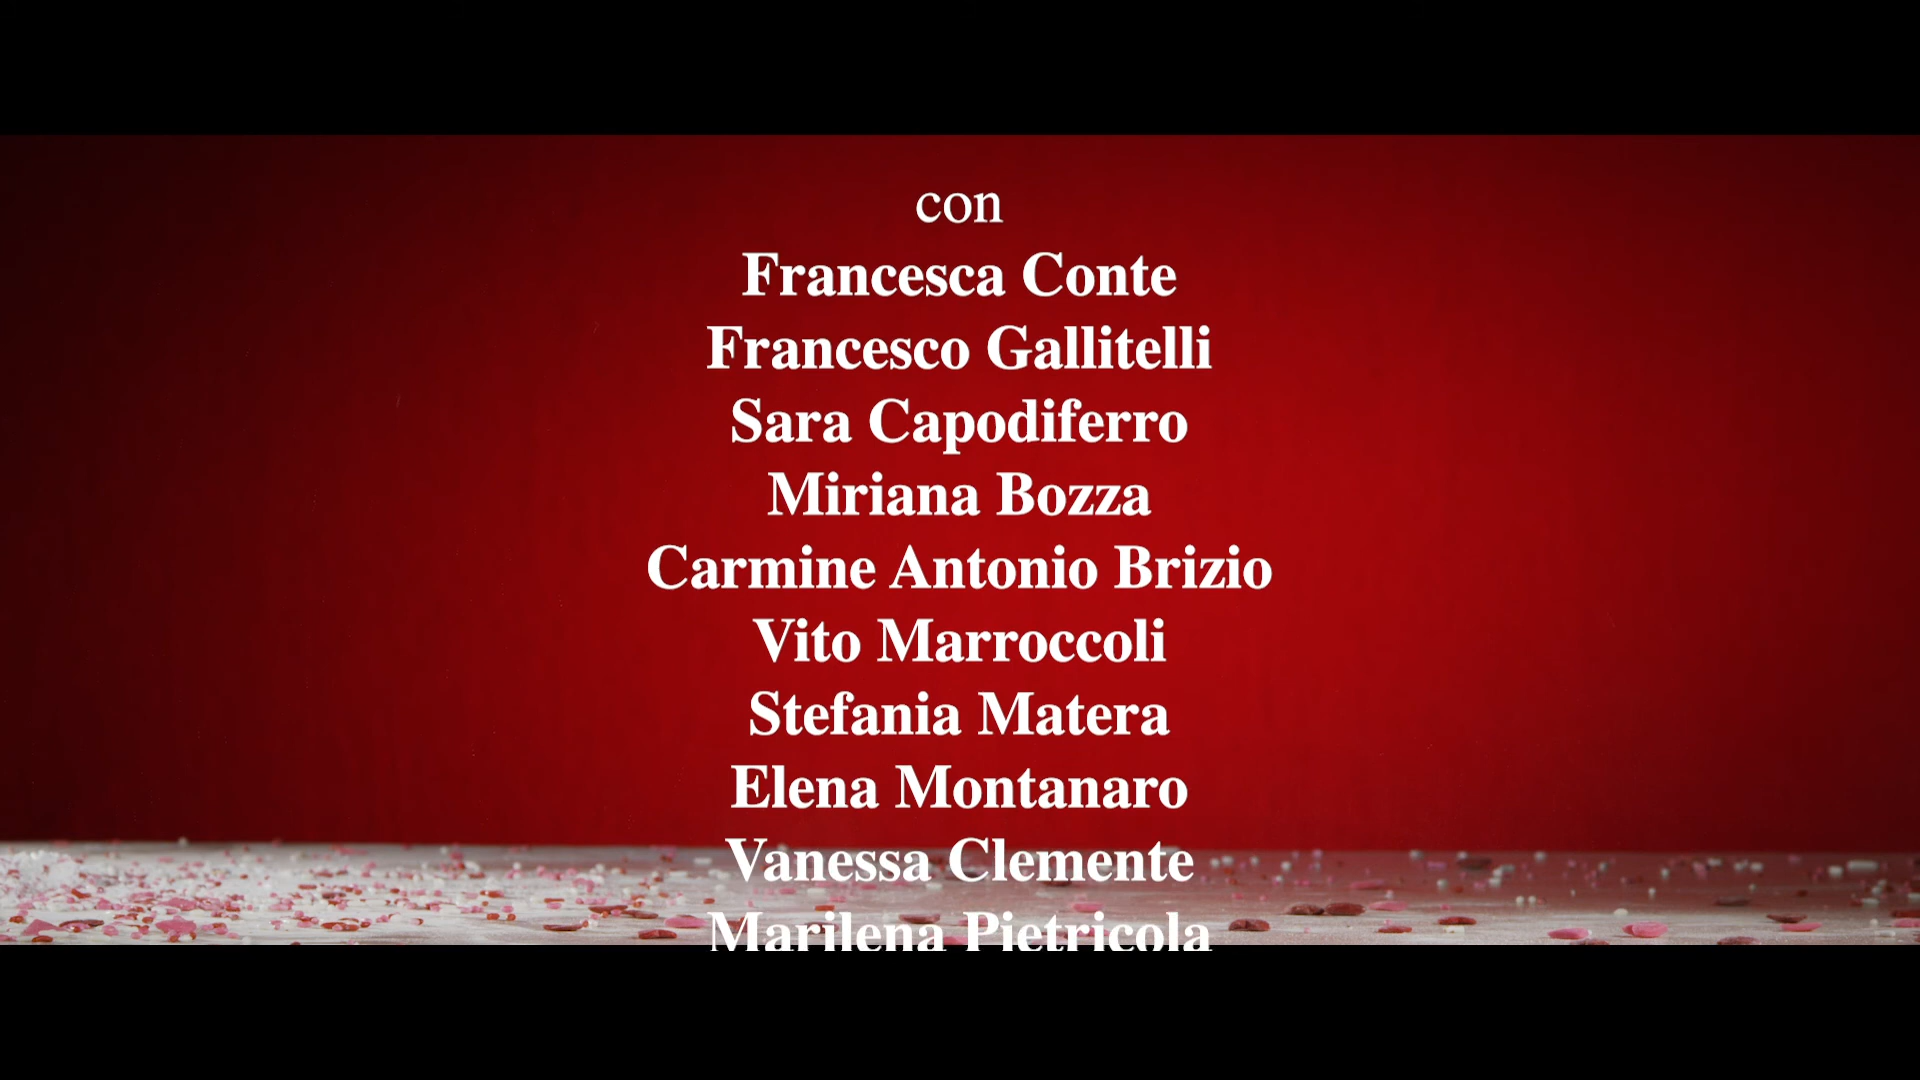 con
Francesca Conte
Francesco Gallitelli
Sara Capodiferro
Miriana Bozza
Carmine Antonio Brizio
Vito Marroccoli
Stefania Matera
Elena Montanaro
Vanessa Clemente
Marilena Pietricola